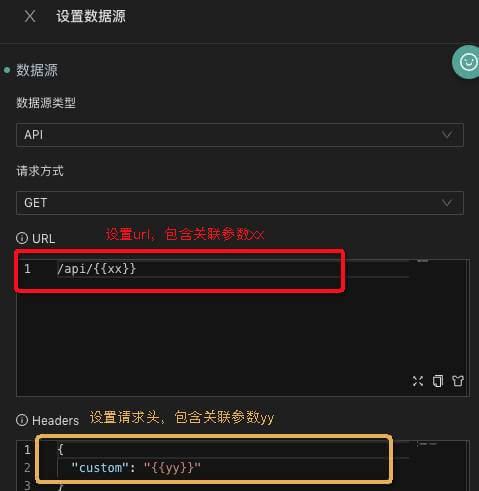 设置数据源
数据源
数据源类型
API
请求方式
GET
URL
设置url，包含关联参数xx
1 /api/{{xx}}
Headers
设置请求头，包含关联参数yy
1 {
2 "custom": "{{yy}}"
3 }